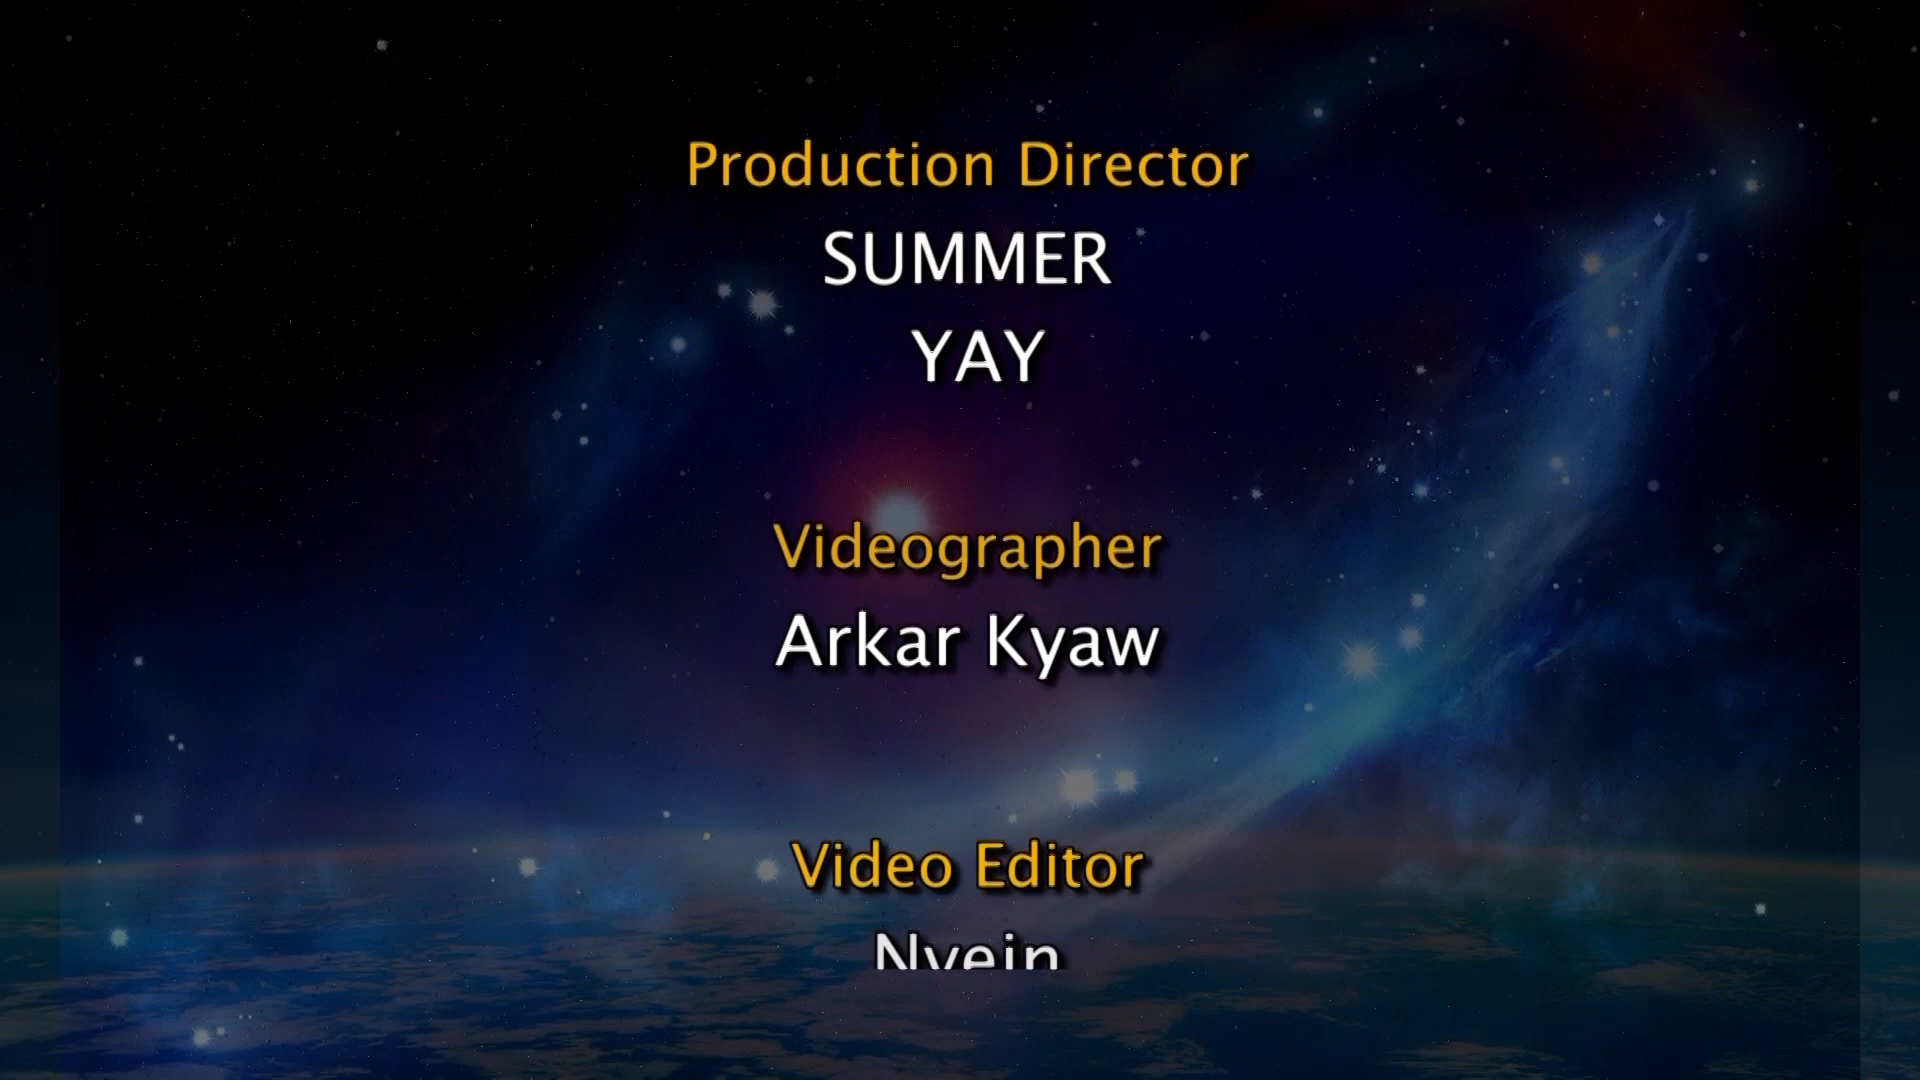 Production Director
SUMMER
YAY
Videographer
Arkar Kyaw
Video Editor
Nyein